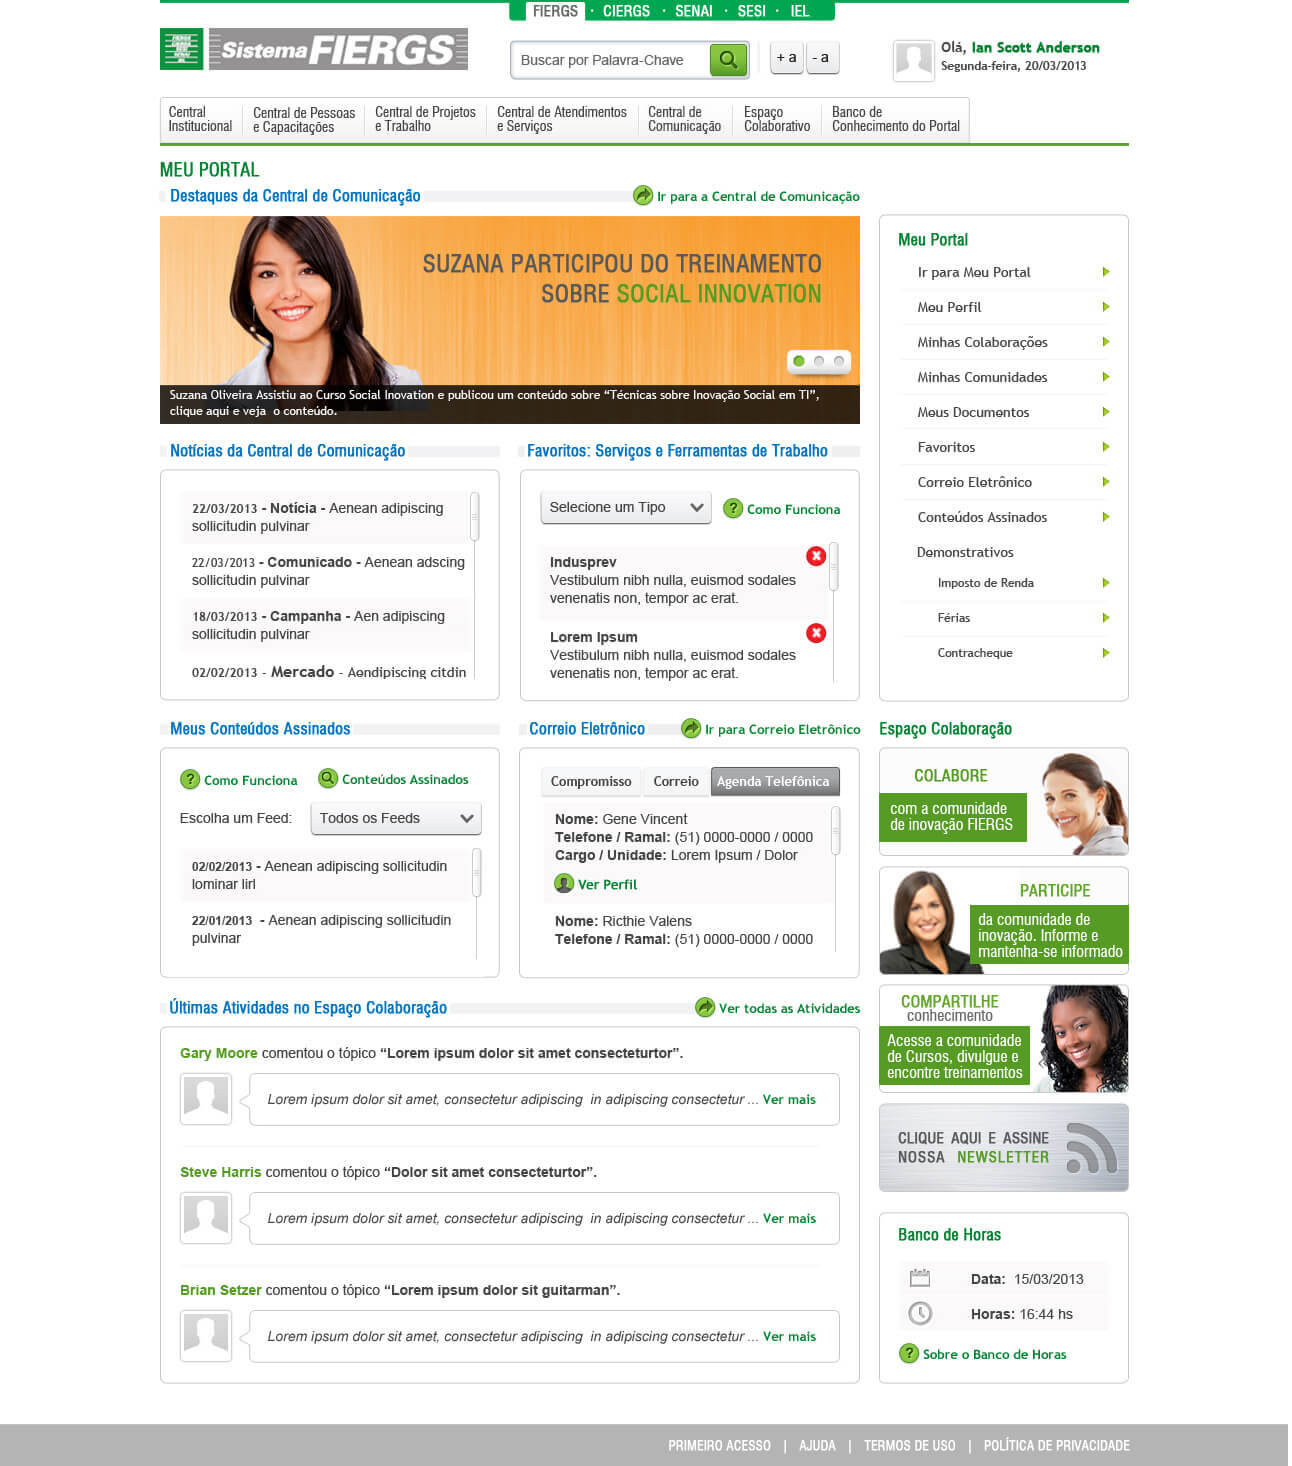 FIERGS · CIERGS · SENAI · SESI · IEL
Sistema FIERGS
Buscar por Palavra-Chave
+ a
- a
Olá, Ian Scott Anderson
Segunda-feira, 20/03/2013
Central
Institucional
Central de Pessoas
e Capacitações
Central de Projetos
e Trabalho
Central de Atendimentos
e Serviços
Central de
Comunicação
Espaço
Colaborativo
Banco de
Conhecimento do Portal
MEU PORTAL
Destaques da Central de Comunicação
Ir para a Central de Comunicação
SUZANA PARTICIPOU DO TREINAMENTO
SOBRE SOCIAL INNOVATION
Suzana Oliveira Assistiu ao Curso Social Inovation e publicou um conteúdo sobre “Técnicas sobre Inovação Social em TI”,
clique aqui e veja o conteúdo.
Meu Portal
Ir para Meu Portal
Meu Perfil
Minhas Colaborações
Minhas Comunidades
Meus Documentos
Favoritos
Correio Eletrônico
Conteúdos Assinados
Demonstrativos
Imposto de Renda
Férias
Contracheque
Notícias da Central de Comunicação
22/03/2013 - Notícia - Aenean adipiscing
sollicitudin pulvinar
22/03/2013 - Comunicado - Aenean adscing
sollicitudin pulvinar
18/03/2013 - Campanha - Aen adipiscing
sollicitudin pulvinar
02/02/2013 - Mercado - Aendipiscing citdin
Favoritos: Serviços e Ferramentas de Trabalho
Selecione um Tipo
? Como Funciona
Indusprev
Vestibulum nibh nulla, euismod sodales
venenatis non, tempor ac erat.
Lorem Ipsum
Vestibulum nibh nulla, euismod sodales
venenatis non, tempor ac erat.
Meus Conteúdos Assinados
? Como Funciona
Conteúdos Assinados
Escolha um Feed:
Todos os Feeds
02/02/2013 - Aenean adipiscing sollicitudin
lominar lirl
22/01/2013 - Aenean adipiscing sollicitudin
pulvinar
Correio Eletrônico
Ir para Correio Eletrônico
Compromisso
Correio
Agenda Telefônica
Nome: Gene Vincent
Telefone / Ramal: (51) 0000-0000 / 0000
Cargo / Unidade: Lorem Ipsum / Dolor
Ver Perfil
Nome: Ricthie Valens
Telefone / Ramal: (51) 0000-0000 / 0000
Espaço Colaboração
COLABORE
com a comunidade
de inovação FIERGS
PARTICIPE
da comunidade de
inovação. Informe e
mantenha-se informado
COMPARTILHE
conhecimento
Acesse a comunidade
de Cursos, divulgue e
encontre treinamentos
CLIQUE AQUI E ASSINE
NOSSA NEWSLETTER
Últimas Atividades no Espaço Colaboração
Ver todas as Atividades
Gary Moore comentou o tópico “Lorem ipsum dolor sit amet consecteturtor”.
Lorem ipsum dolor sit amet, consectetur adipiscing in adipiscing consectetur ... Ver mais
Steve Harris comentou o tópico “Dolor sit amet consecteturtor”.
Lorem ipsum dolor sit amet, consectetur adipiscing in adipiscing consectetur ... Ver mais
Brian Setzer comentou o tópico “Lorem ipsum dolor sit guitarman”.
Lorem ipsum dolor sit amet, consectetur adipiscing in adipiscing consectetur ... Ver mais
Banco de Horas
Data: 15/03/2013
Horas: 16:44 hs
? Sobre o Banco de Horas
PRIMEIRO ACESSO | AJUDA | TERMOS DE USO | POLÍTICA DE PRIVACIDADE